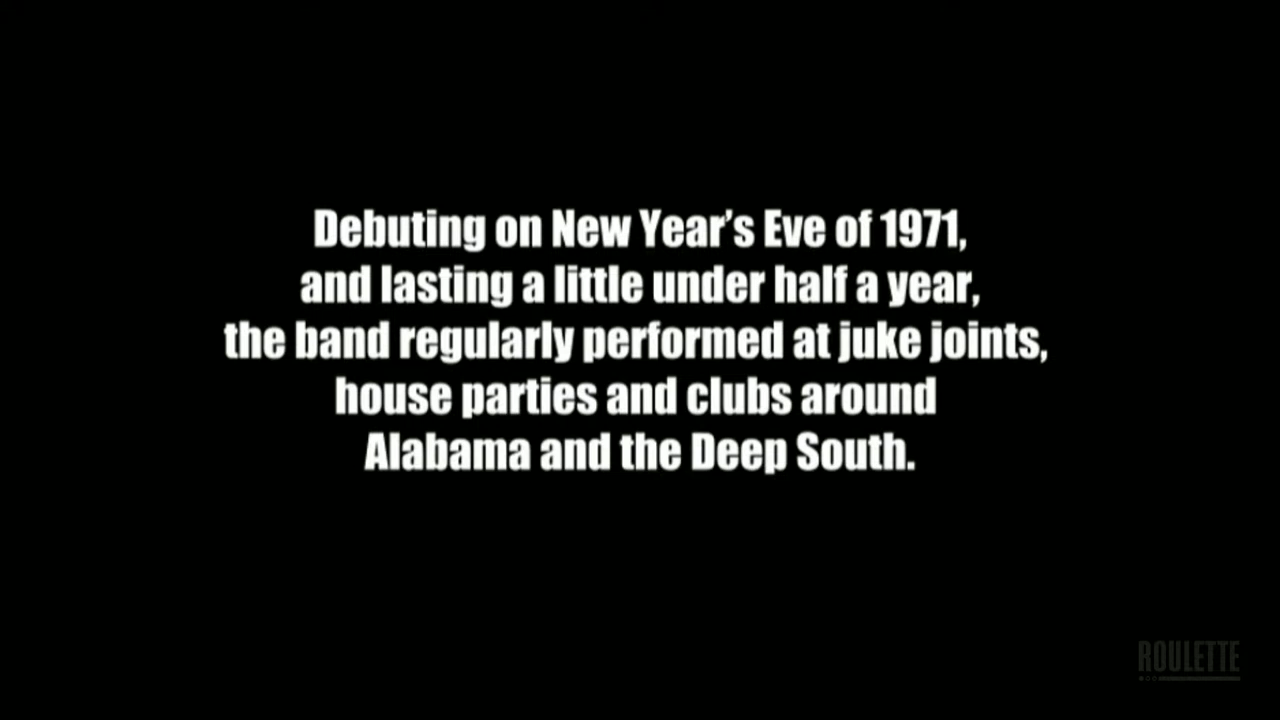 Debuting on New Year’s Eve of 1971,
and lasting a little under half a year,
the band regularly performed at juke joints,
house parties and clubs around
Alabama and the Deep South.
ROULETTE